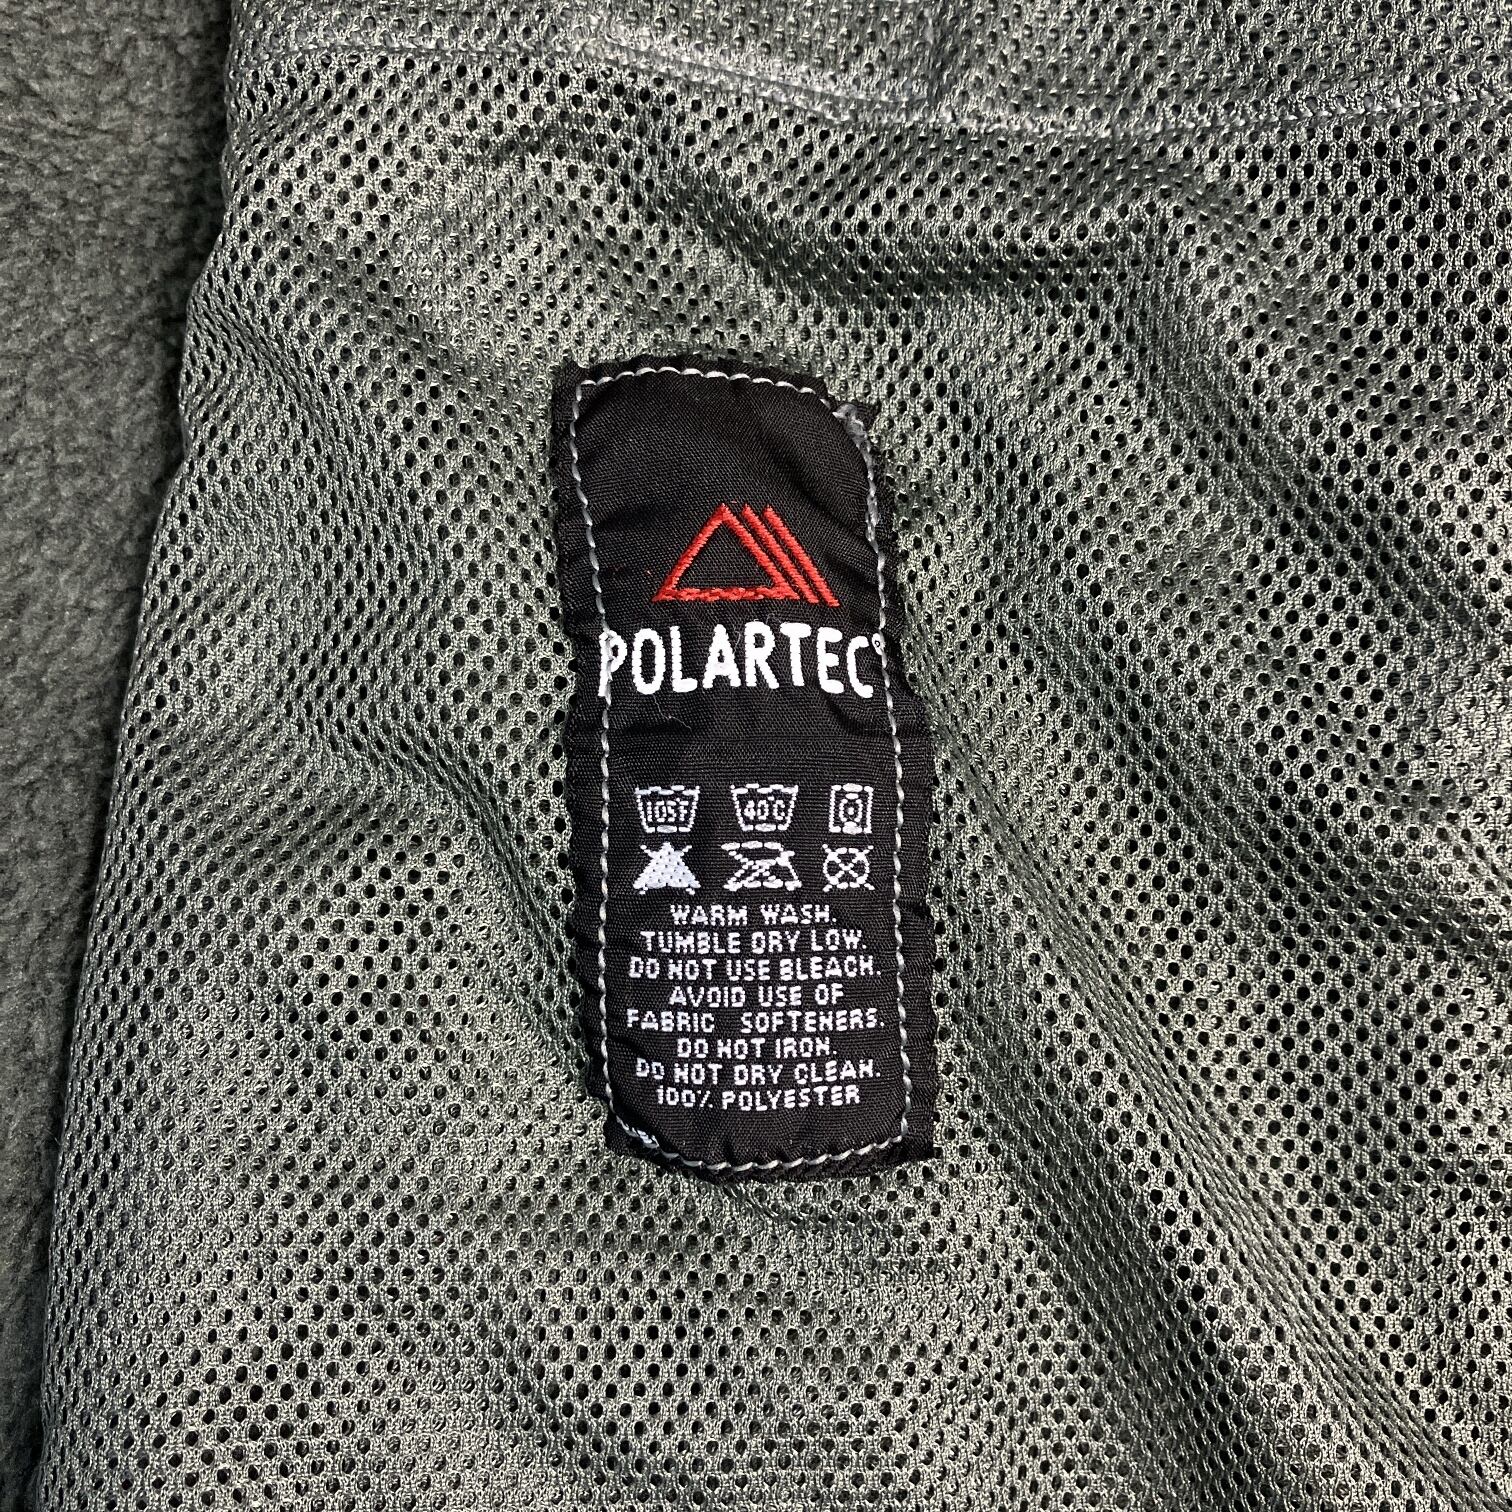 POLARTEC®
105F 40°C
WARM WASH.
TUMBLE DRY LOW.
DO NOT USE BLEACH.
AVOID USE OF
FABRIC SOFTENERS.
DO NOT IRON.
DO NOT DRY CLEAN.
100% POLYESTER